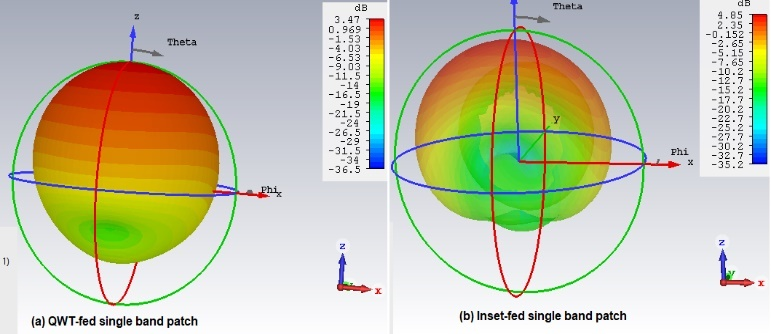 z
Theta
Phi
x
dB
3.47
0.969
-1.53
-4.03
-6.53
-9.03
-11.5
-14
-16.5
-19
-21.5
-24
-26.5
-29
-31.5
-34
-36.5
z
x
1)
(a) QWT-fed single band patch
Theta
y
Phi
x
dB
4.85
2.35
-0.152
-2.65
-5.15
-7.65
-10.2
-12.7
-15.2
-17.7
-20.2
-22.7
-25.2
-27.7
-30.2
-32.7
-35.2
z
y
x
(b) Inset-fed single band patch